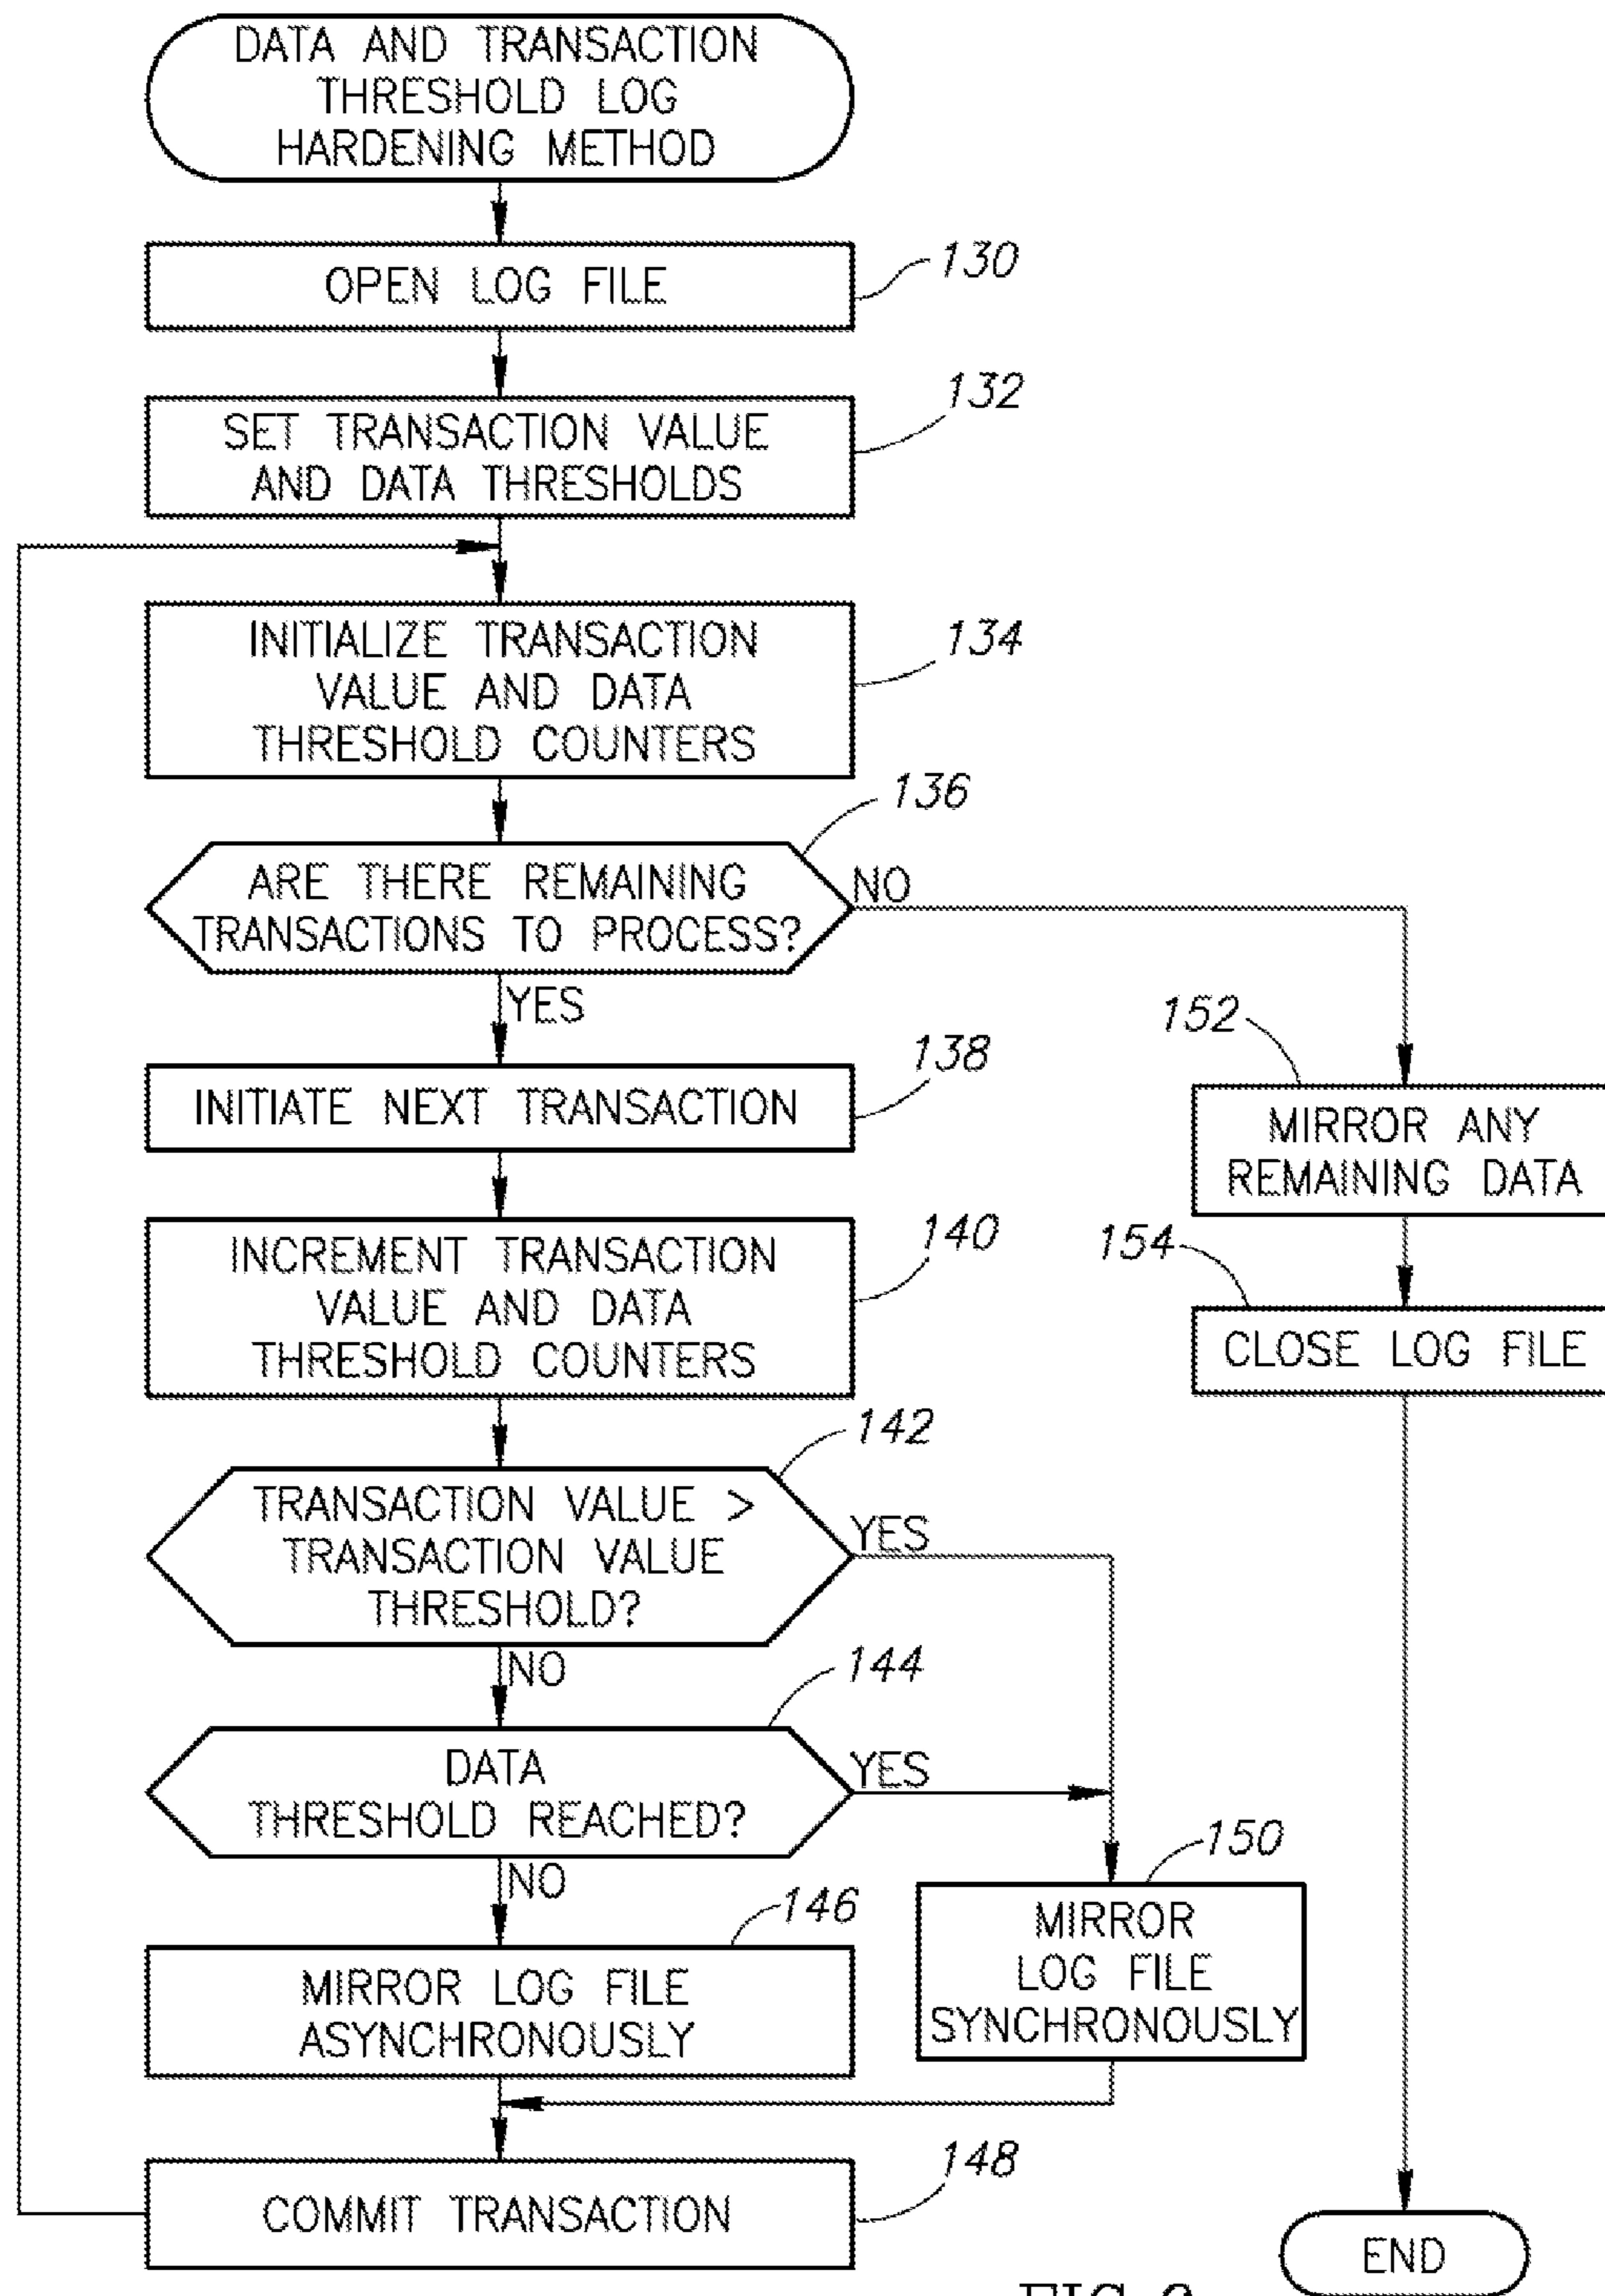 DATA AND TRANSACTION
THRESHOLD LOG
HARDENING METHOD
OPEN LOG FILE
130
SET TRANSACTION VALUE
AND DATA THRESHOLDS
132
INITIALIZE TRANSACTION
VALUE AND DATA
THRESHOLD COUNTERS
134
136
ARE THERE REMAINING
TRANSACTIONS TO PROCESS?
NO
YES
138
INITIATE NEXT TRANSACTION
152
MIRROR ANY
REMAINING DATA
140
INCREMENT TRANSACTION
VALUE AND DATA
THRESHOLD COUNTERS
154
CLOSE LOG FILE
142
TRANSACTION VALUE >
TRANSACTION VALUE
THRESHOLD?
YES
NO
144
DATA
THRESHOLD REACHED?
YES
NO
146
MIRROR LOG FILE
ASYNCHRONOUSLY
150
MIRROR
LOG FILE
SYNCHRONOUSLY
148
COMMIT TRANSACTION
END